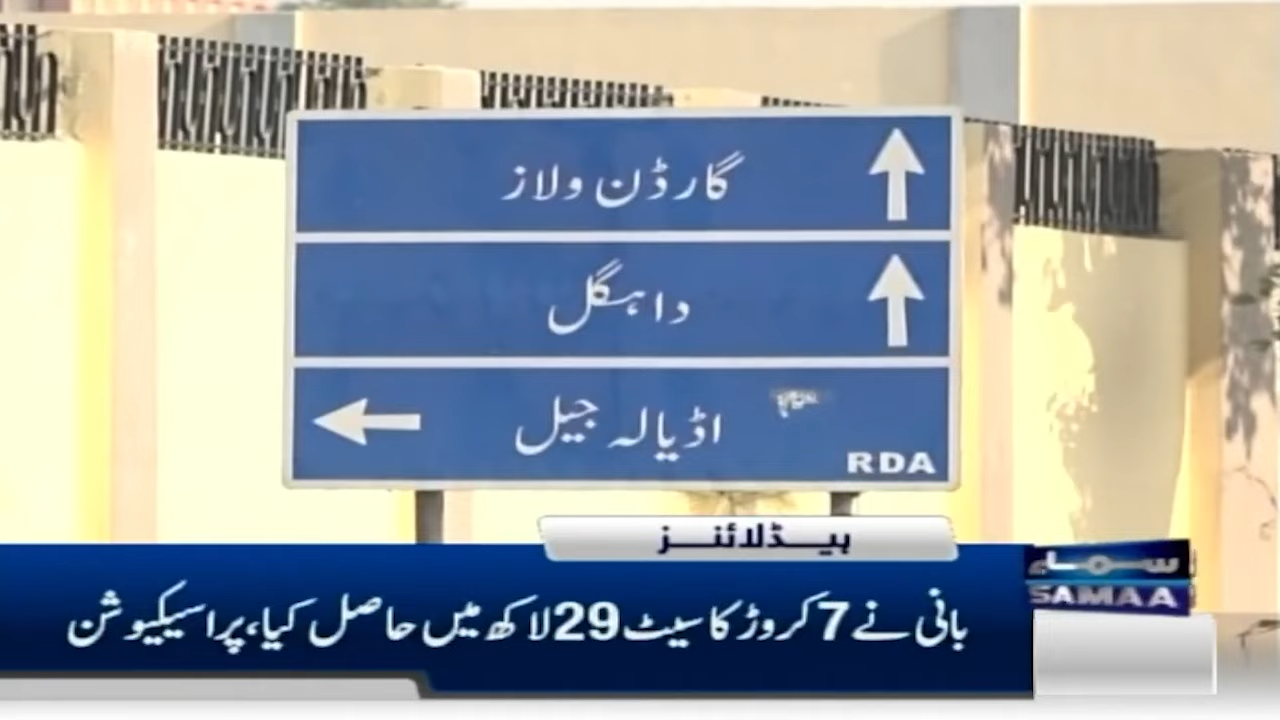 گارڈن ولاز
داہگل
اڈیالہ جیل
RDA
ہیڈلائنز
سماء
SAMAA
بانی نے 7 کروڑ کا سیٹ 29 لاکھ میں حاصل کیا، پراسیکیوشن